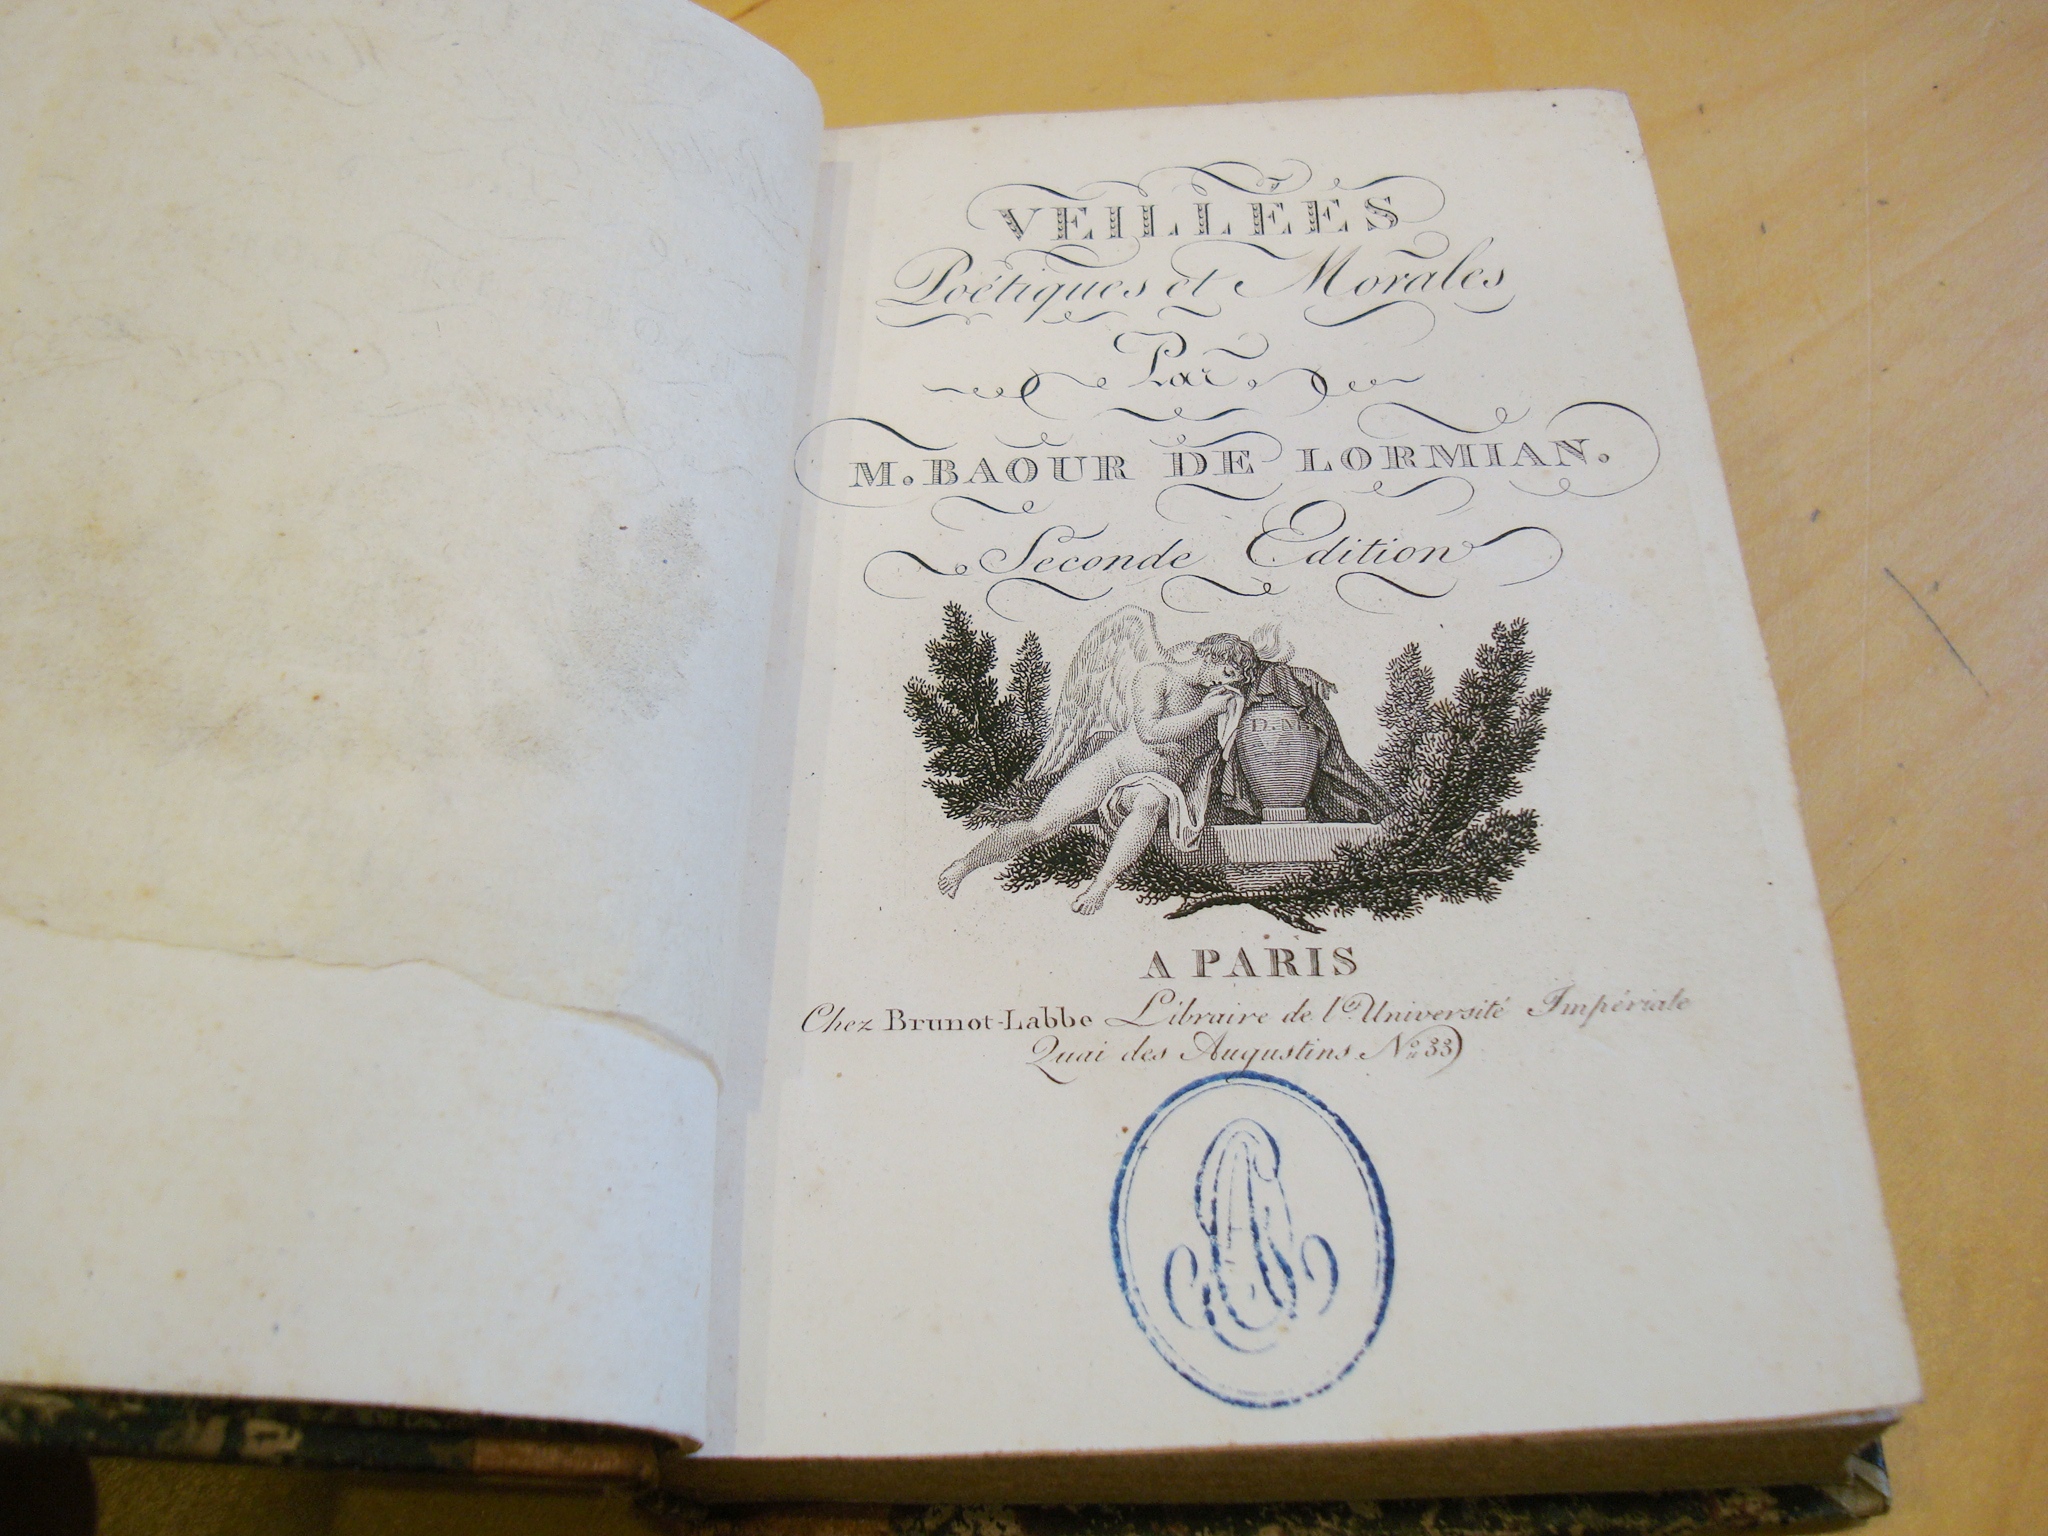 VEILLÉES
Poétiques et Morales
Par
M. BAOUR DE LORMIAN.
Seconde Edition
D. M.
A PARIS
Chez Brunot-Labbe Libraire de l'Université Impériale
Quai des Augustins No 33